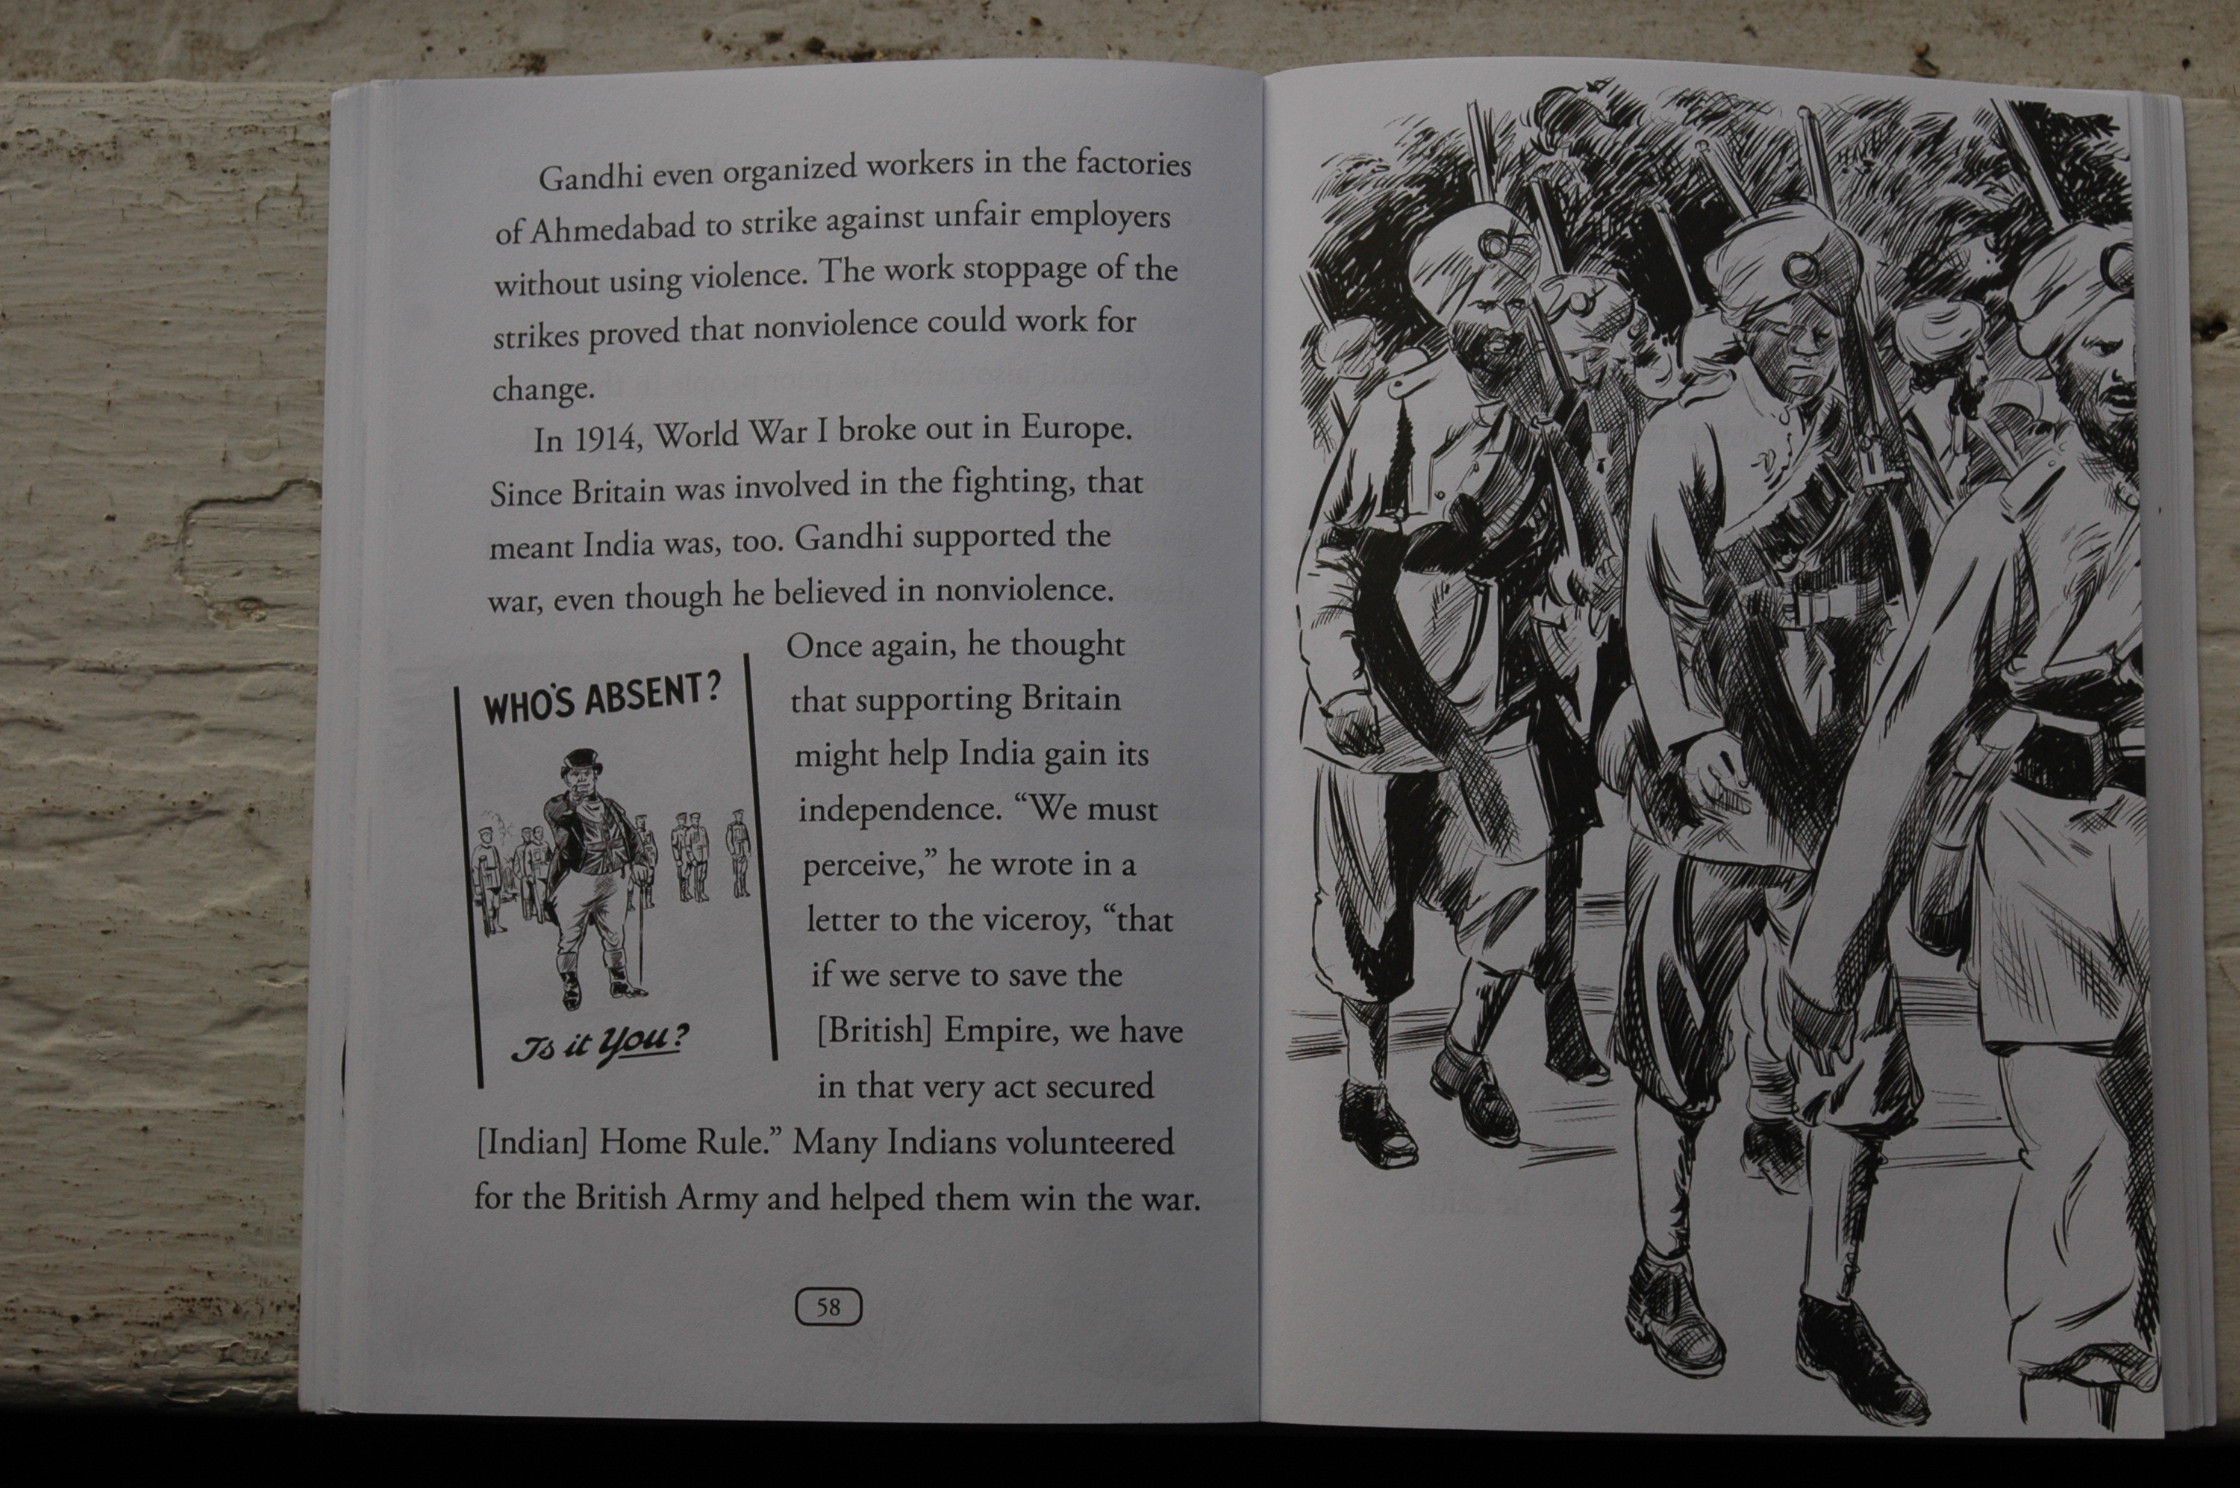 Gandhi even organized workers in the factories
of Ahmedabad to strike against unfair employers
without using violence. The work stoppage of the
strikes proved that nonviolence could work for
change.
In 1914, World War I broke out in Europe.
Since Britain was involved in the fighting, that
meant India was, too. Gandhi supported the
war, even though he believed in nonviolence.
Once again, he thought
that supporting Britain
might help India gain its
independence. “We must
perceive,” he wrote in a
letter to the viceroy, “that
if we serve to save the
[British] Empire, we have
in that very act secured
[Indian] Home Rule.” Many Indians volunteered
for the British Army and helped them win the war.
WHO'S ABSENT?
Is it You?
58